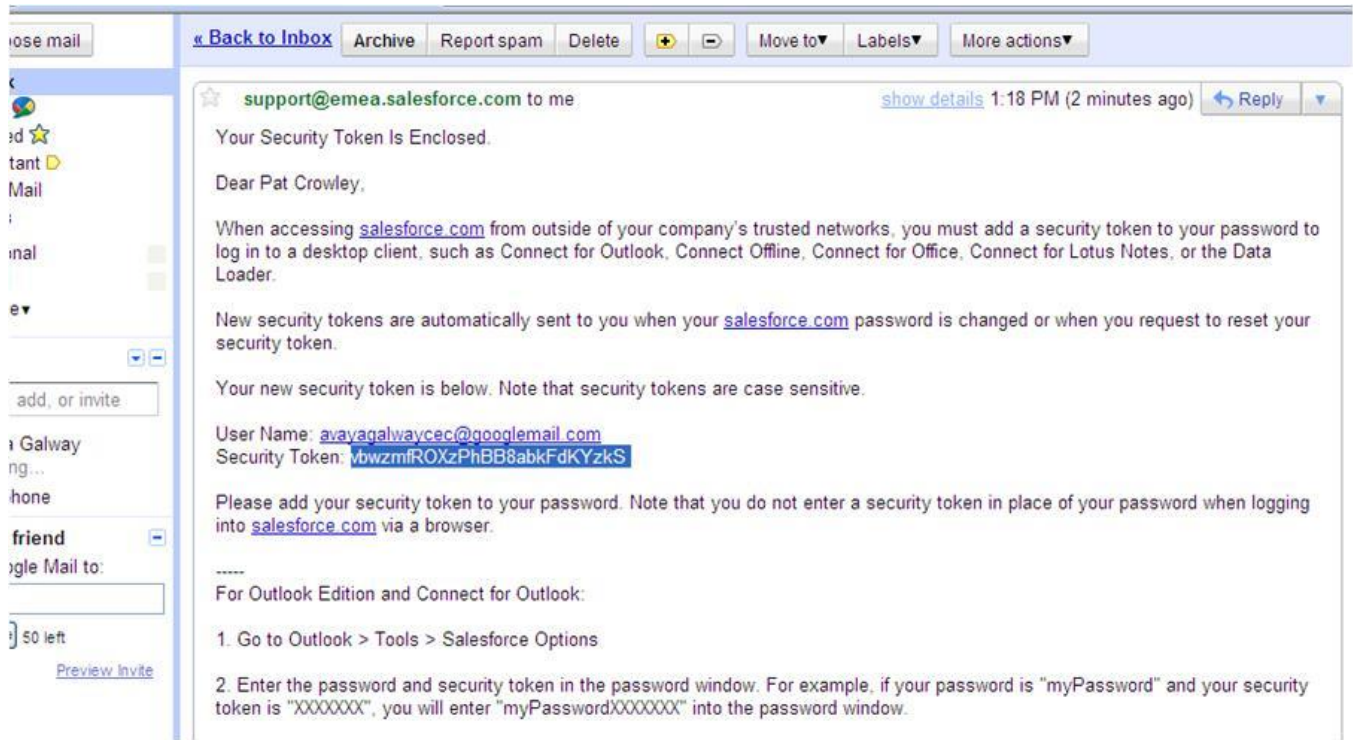 ose mail
« Back to Inbox Archive Report spam Delete Move to▼ Labels▼ More actions▼
support@emea.salesforce.com to me show details 1:18 PM (2 minutes ago) Reply
Your Security Token Is Enclosed.
Dear Pat Crowley,
When accessing salesforce.com from outside of your company's trusted networks, you must add a security token to your password to
log in to a desktop client, such as Connect for Outlook, Connect Offline, Connect for Office, Connect for Lotus Notes, or the Data
Loader.
New security tokens are automatically sent to you when your salesforce.com password is changed or when you request to reset your
security token.
Your new security token is below. Note that security tokens are case sensitive.
User Name: avayagalwaycec@googlemail.com
Security Token: vbwzmfROXzPhBB8abkFdKYzkS
Please add your security token to your password. Note that you do not enter a security token in place of your password when logging
into salesforce.com via a browser.
-----
For Outlook Edition and Connect for Outlook:
1. Go to Outlook > Tools > Salesforce Options
2. Enter the password and security token in the password window. For example, if your password is "myPassword" and your security
token is "XXXXXXX", you will enter "myPasswordXXXXXXX" into the password window.
ed
tant
Mail
s
onal
e▼
add, or invite
a Galway
ng...
hone
friend
ogle Mail to:
50 left
Preview Invite